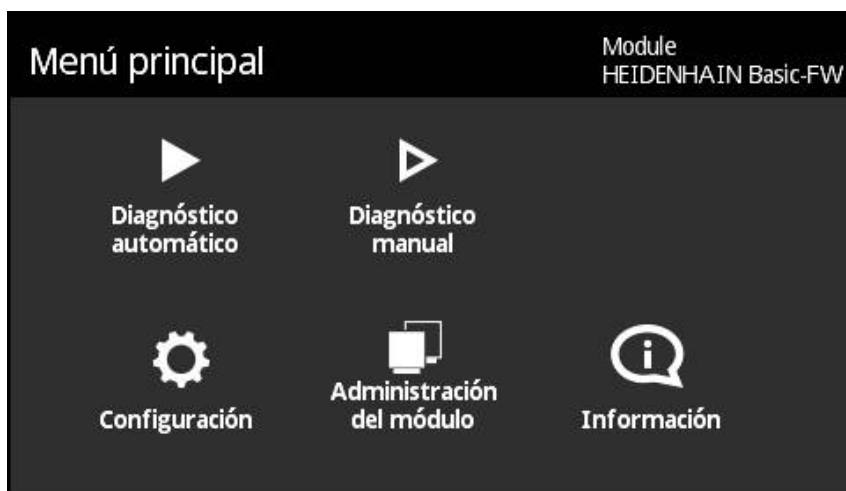 Menú principal
Module
HEIDENHAIN Basic-FW
Diagnóstico
automático
Diagnóstico
manual
Configuración
Administración
del módulo
Información